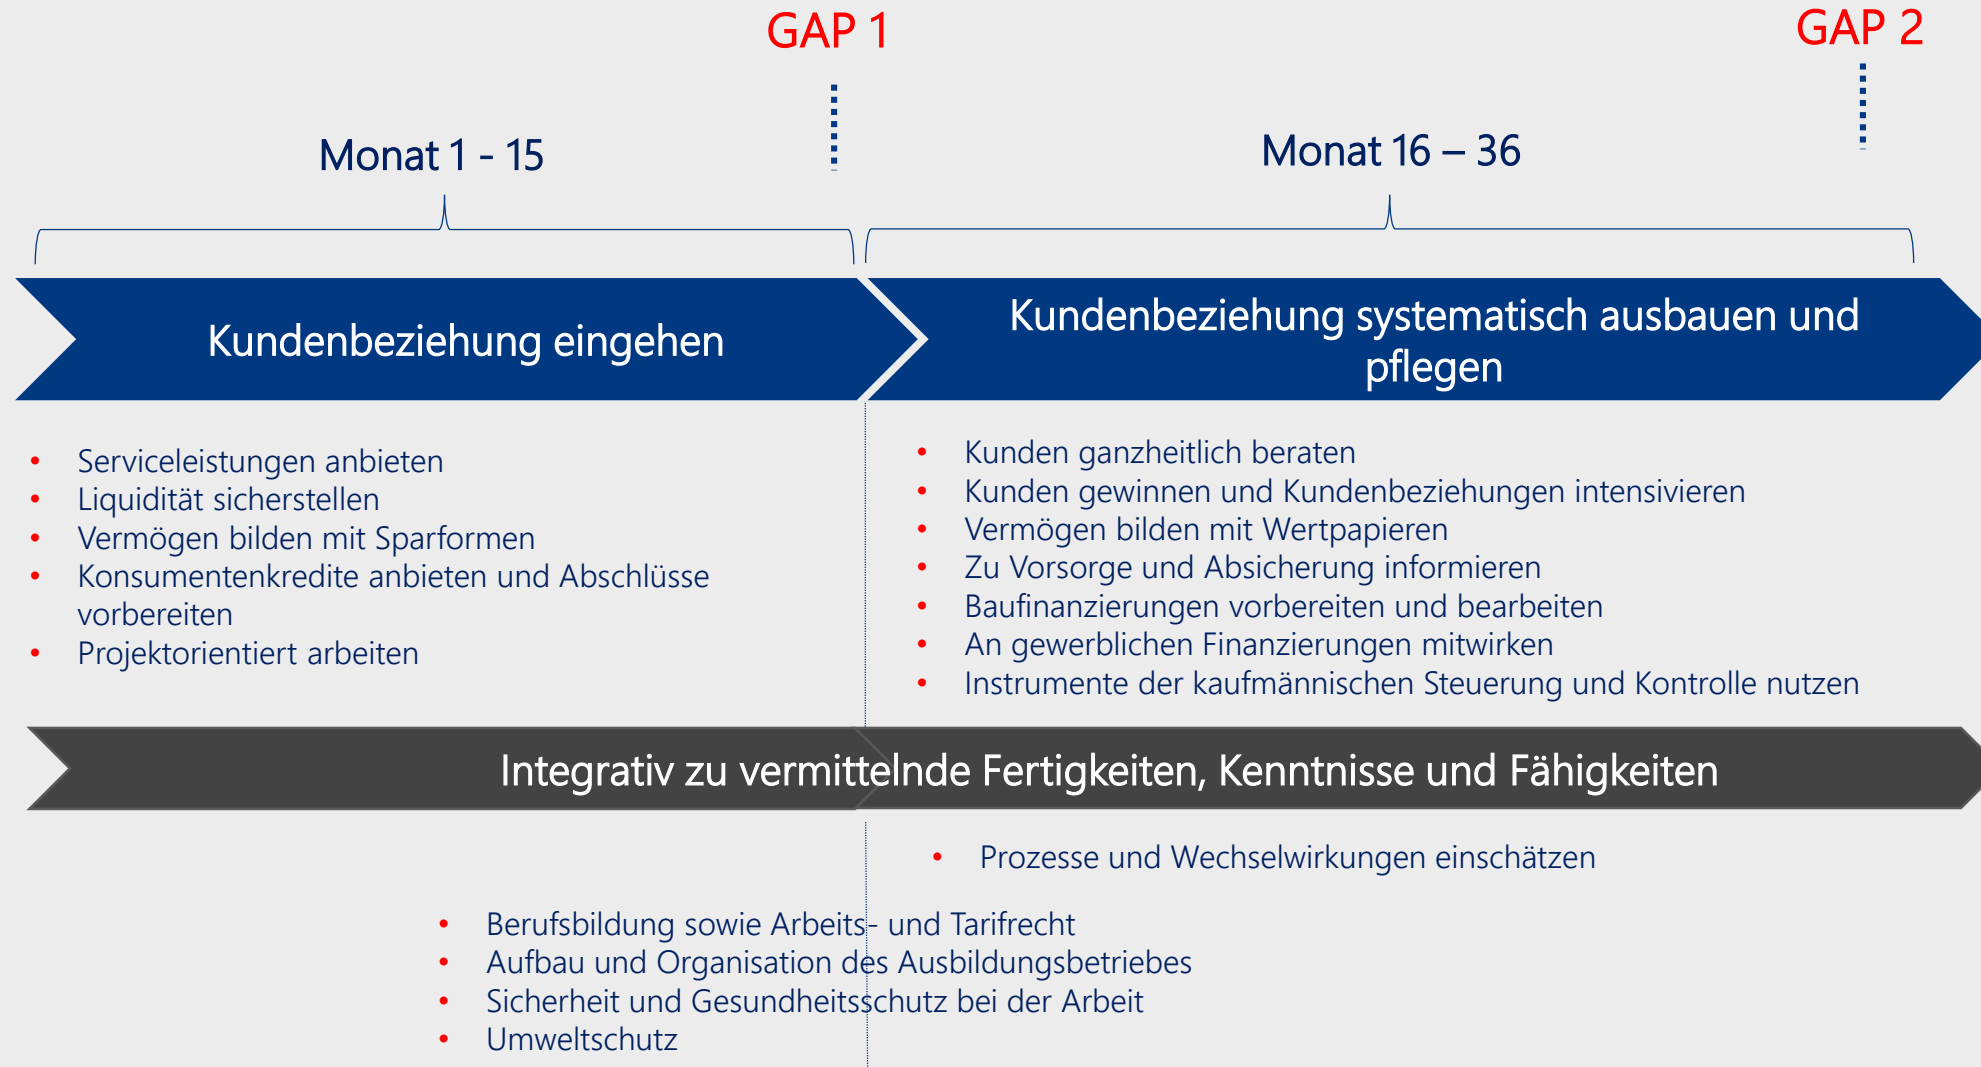 GAP 1
GAP 2
Monat 1 - 15
Monat 16 – 36
Kundenbeziehung eingehen
Kundenbeziehung systematisch ausbauen und
pflegen
• Serviceleistungen anbieten
• Liquidität sicherstellen
• Vermögen bilden mit Sparformen
• Konsumentenkredite anbieten und Abschlüsse
vorbereiten
• Projektorientiert arbeiten
• Kunden ganzheitlich beraten
• Kunden gewinnen und Kundenbeziehungen intensivieren
• Vermögen bilden mit Wertpapieren
• Zu Vorsorge und Absicherung informieren
• Baufinanzierungen vorbereiten und bearbeiten
• An gewerblichen Finanzierungen mitwirken
• Instrumente der kaufmännischen Steuerung und Kontrolle nutzen
Integrativ zu vermittelnde Fertigkeiten, Kenntnisse und Fähigkeiten
• Prozesse und Wechselwirkungen einschätzen
• Berufsbildung sowie Arbeits- und Tarifrecht
• Aufbau und Organisation des Ausbildungsbetriebes
• Sicherheit und Gesundheitsschutz bei der Arbeit
• Umweltschutz